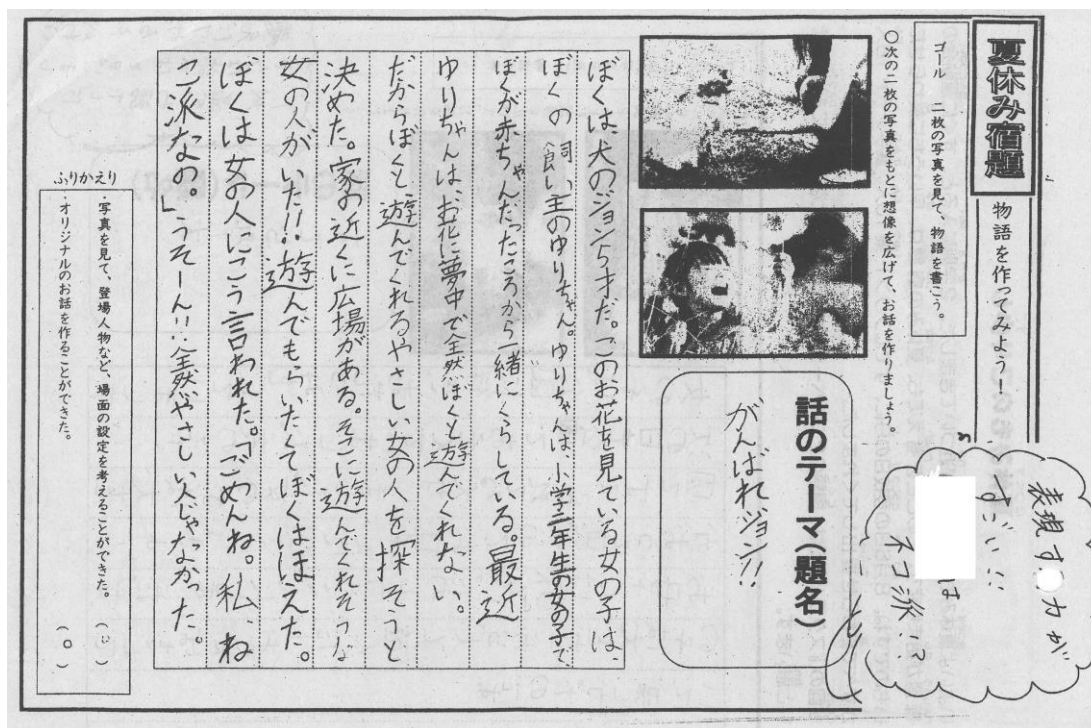 夏休み宿題
物語を作ってみよう！
ゴール　二枚の写真を見て、物語を書こう。
〇次の二枚の写真をもとに想像を広げて、お話を作りましょう。
話のテーマ（題名）
がんばれジョン!!
ぼくは犬のジョン5才だ。このお花を見ている女の子は、
ぼくの飼い主のゆりちゃん。ゆりちゃんは小学二年生の女の子で
ぼくが赤ちゃんだったころから一緒にくらしている。最近
ゆりちゃんは、お花に夢中で全然ぼくと遊んでくれない。
だからぼくと遊んでくれる。やさしい女の人を探そうと
決めた。家の近くに広場がある。そこに遊んでくれそうな
女の人がいた!!遊んでもらいたくてぼくはほえた。
ぼくは女の人にこう言われた。「ごめんね。私、ね
こ派なの。」うそーん!!全然やさしい人じゃなかった。
ふりかえり
・写真を見て、登場人物など、場面の設定を考えることができた。
・オリジナルのお話を作ることができた。
表現す
力が
すごい!!
は
ネコ派!?